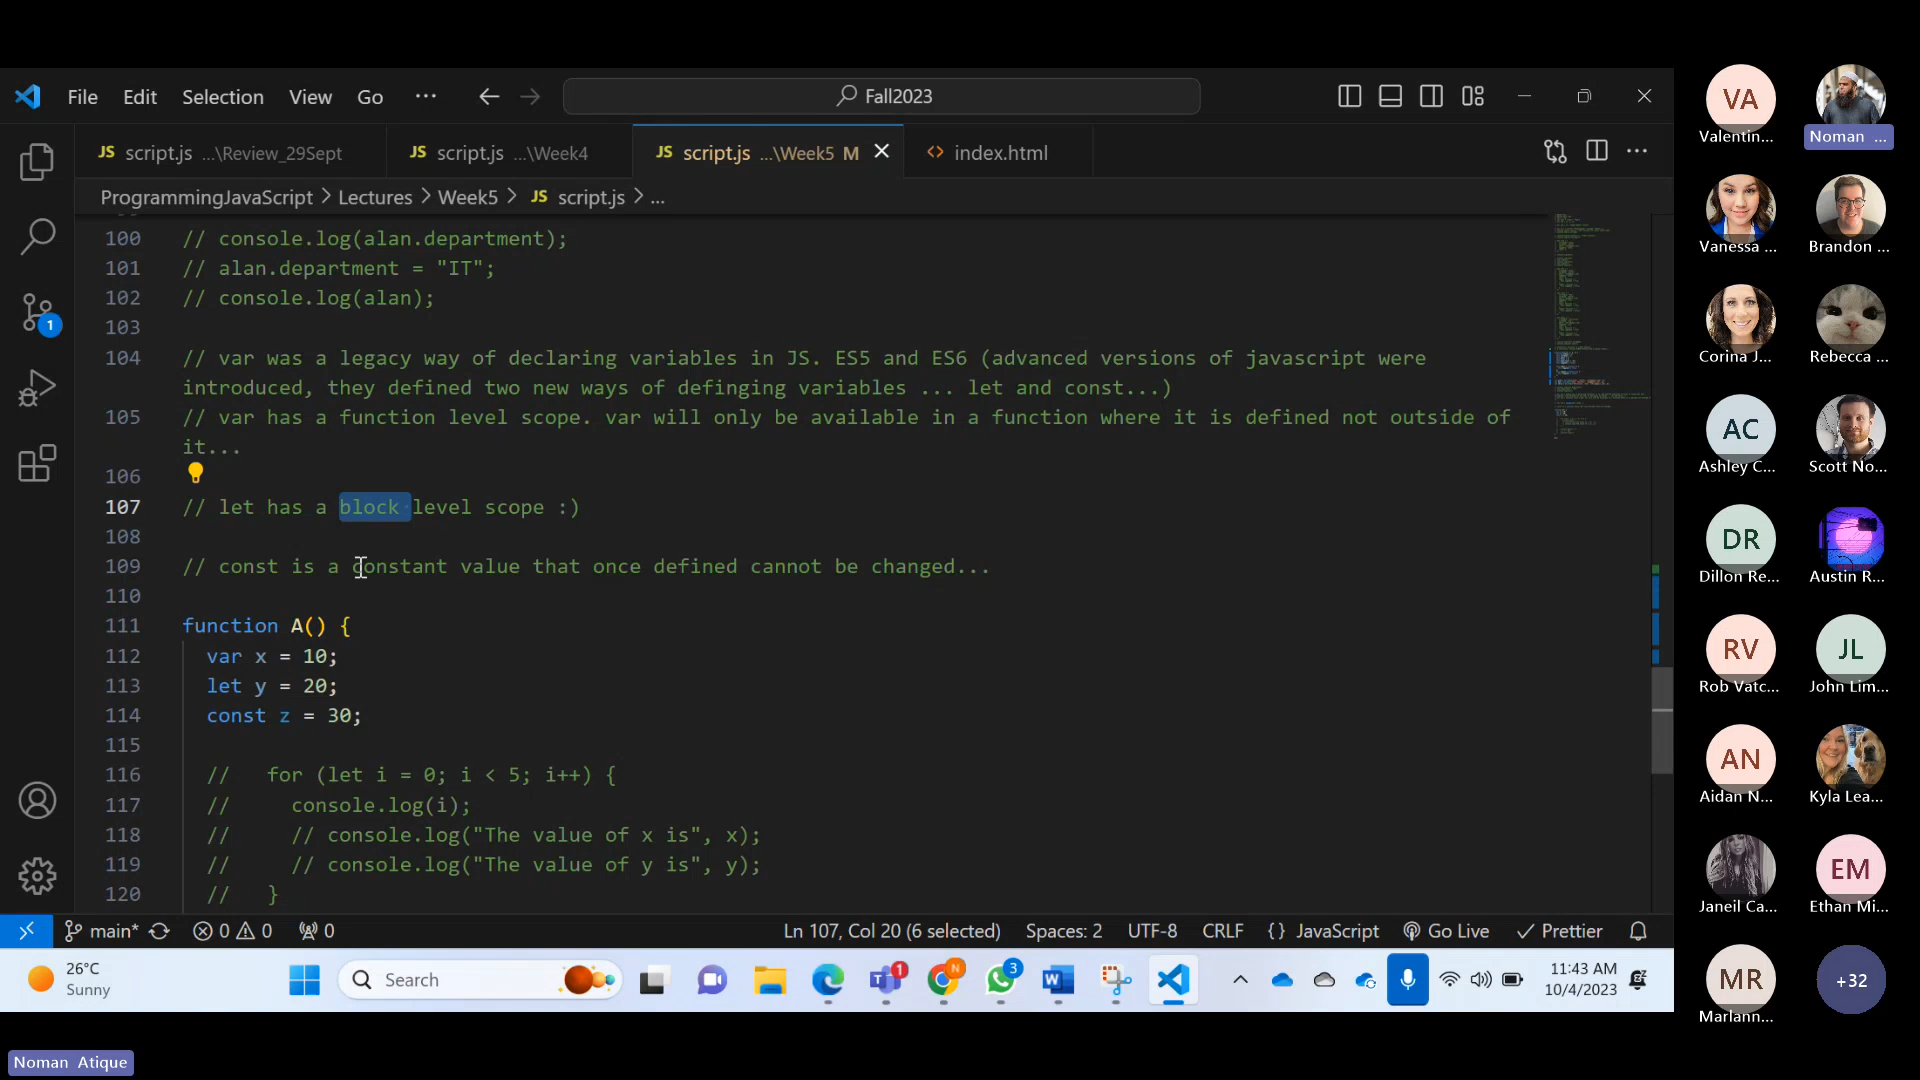 File Edit Selection View Go ... Fall2023
JS script.js ...\Review_29Sept JS script.js ...\Week4 JS script.js ...\Week5 M index.html
ProgrammingJavaScript > Lectures > Week5 > JS script.js > ...
100 // console.log(alan.department);
101 // alan.department = "IT";
102 // console.log(alan);
103
104 // var was a legacy way of declaring variables in JS. ES5 and ES6 (advanced versions of javascript were
introduced, they defined two new ways of definging variables ... let and const...)
105 // var has a function level scope. var will only be available in a function where it is defined not outside of
it...
106
107 // let has a block level scope :)
108
109 // const is a constant value that once defined cannot be changed...
110
111 function A() {
112 var x = 10;
113 let y = 20;
114 const z = 30;
115
116 // for (let i = 0; i < 5; i++) {
117 // console.log(i);
118 // // console.log("The value of x is", x);
119 // // console.log("The value of y is", y);
120 // }
1
main* 0 0 0 Ln 107, Col 20 (6 selected) Spaces: 2 UTF-8 CRLF {} JavaScript Go Live Prettier
26°C
Sunny
Search
1
N
3
11:43 AM
10/4/2023
VA
Valentin... Noman ...
Vanessa ... Brandon ...
Corina J... Rebecca ...
AC
Ashley C... Scott No...
DR
Dillon Re... Austin R...
RV JL
Rob Vatc... John Lim...
AN
Aidan N... Kyla Lea...
EM
Janeil Ca... Ethan Mi...
MR +32
Marlann...
Noman Atique